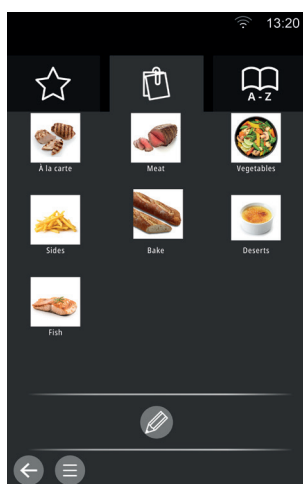 13:20
A-Z
À la carte
Meat
Vegetables
Sides
Bake
Deserts
Fish